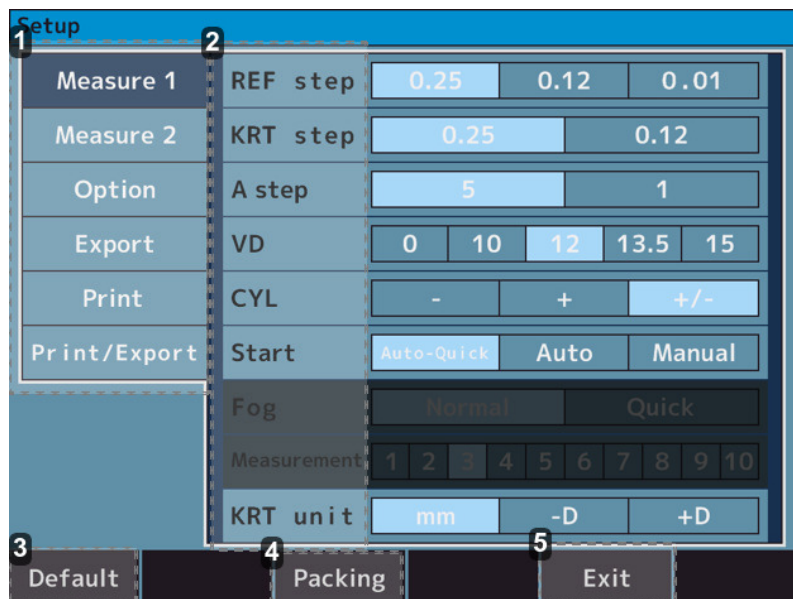 Setup
1
2
Measure 1
REF step 0.25 0.12 0.01
Measure 2
KRT step 0.25 0.12
Option
A step 5 1
Export
VD 0 10 12 13.5 15
Print
CYL - + +/-
Print/Export
Start Auto-Quick Auto Manual
Fog Normal Quick
Measurement 1 2 3 4 5 6 7 8 9 10
KRT unit mm -D +D
3
4
5
Default Packing Exit